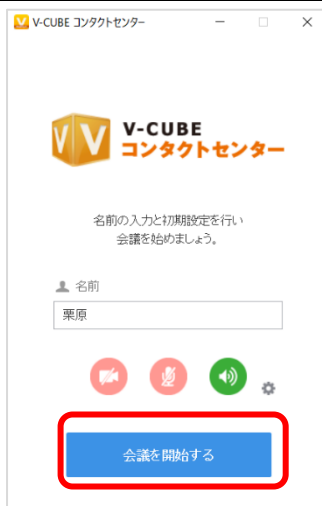 V-CUBE コンタクトセンター
V-CUBE
コンタクトセンター
名前の入力と初期設定を行い
会議を始めましょう。
名前
栗原
会議を開始する